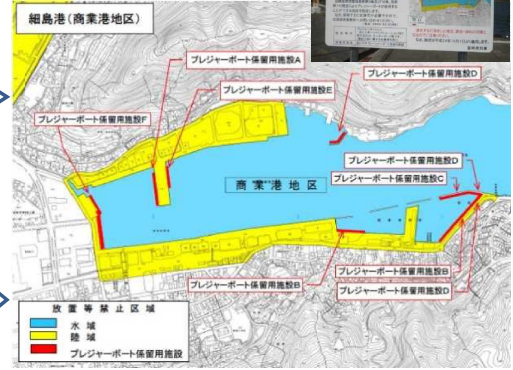 細島港(商業港地区)
プレジャーボート係留用施設A
プレジャーボート係留用施設E
プレジャーボート係留用施設D
プレジャーボート係留用施設F
プレジャーボート係留用施設D
商業港地区
プレジャーボート係留用施設C
プレジャーボート係留用施設B
プレジャーボート係留用施設B
プレジャーボート係留用施設D
放置等禁止区域
水域
陸域
プレジャーボート係留用施設